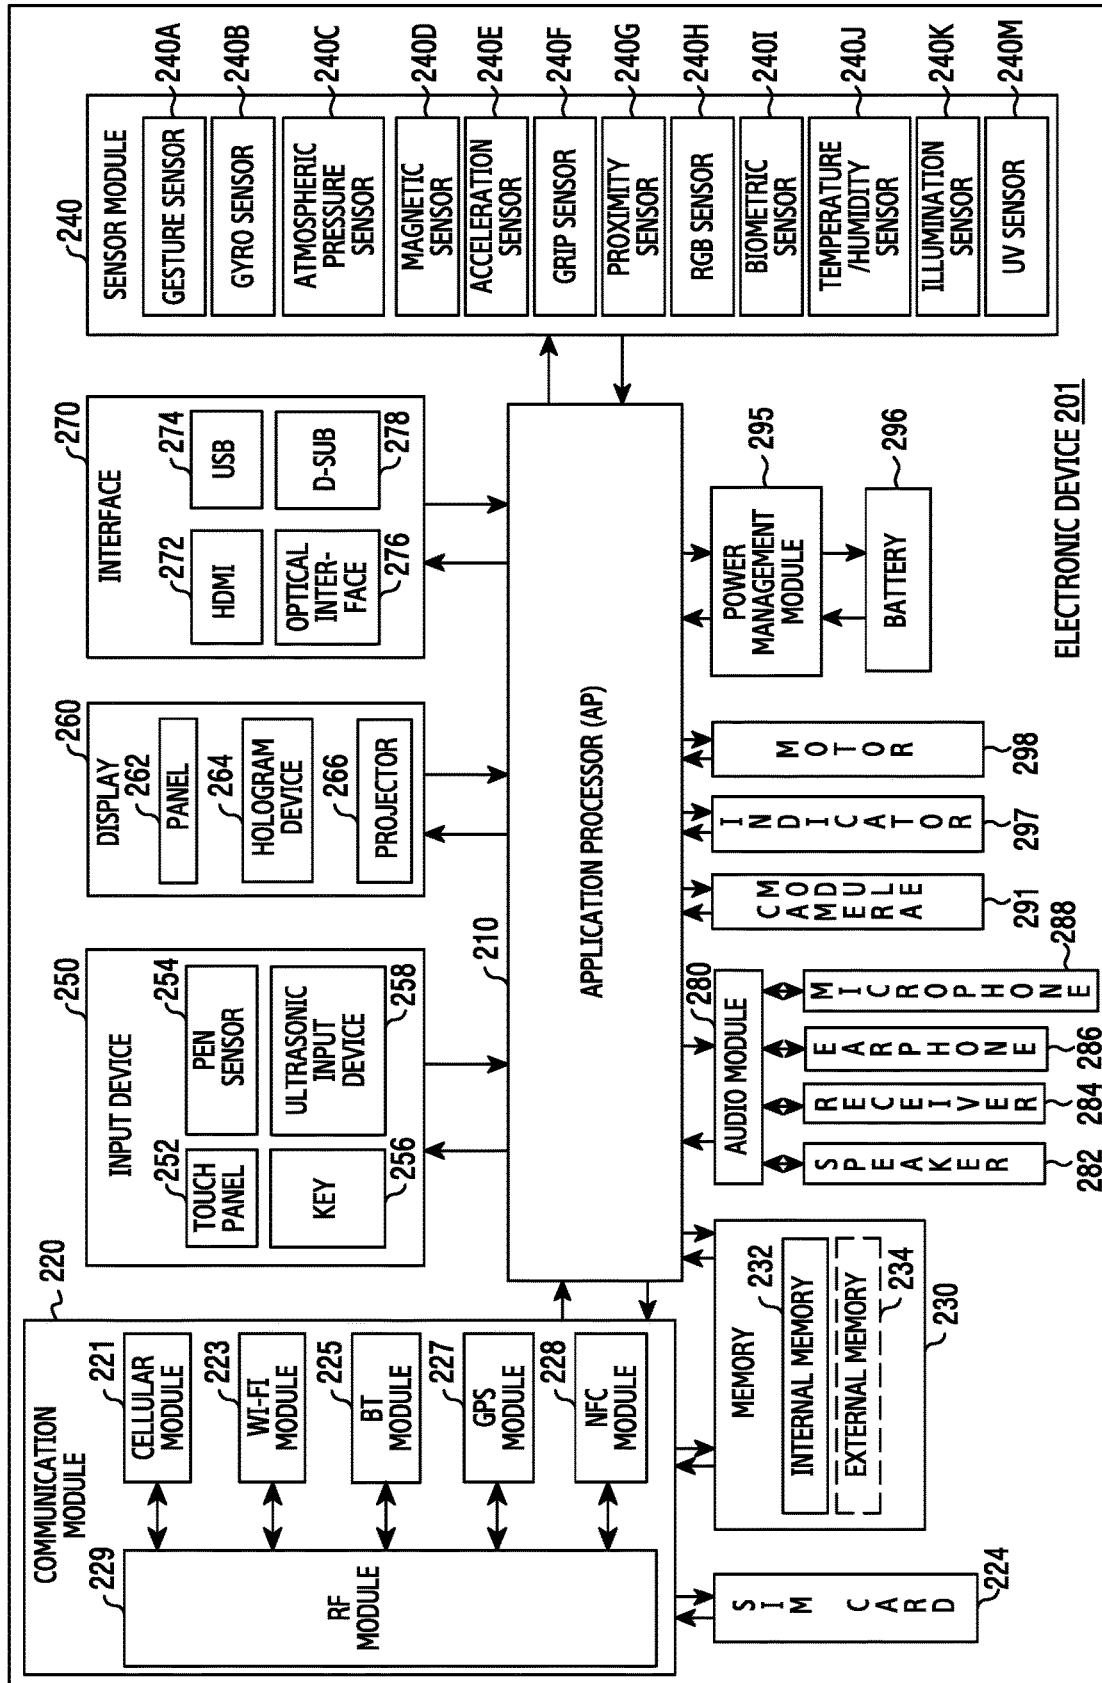 COMMUNICATION
MODULE
220
229
RF
MODULE
221
CELLULAR
MODULE
223
WI-FI
MODULE
225
BT
MODULE
227
GPS
MODULE
228
NFC
MODULE
INPUT DEVICE
250
252
TOUCH
PANEL
254
PEN
SENSOR
256
KEY
258
ULTRASONIC
INPUT
DEVICE
DISPLAY
260
262
PANEL
264
HOLOGRAM
DEVICE
266
PROJECTOR
INTERFACE
270
272
HDMI
274
USB
276
OPTICAL
INTER-
FACE
278
D-SUB
240
SENSOR MODULE
GESTURE SENSOR
240A
GYRO SENSOR
240B
ATMOSPHERIC
PRESSURE
SENSOR
240C
MAGNETIC
SENSOR
240D
ACCELERATION
SENSOR
240E
GRIP SENSOR
240F
PROXIMITY
SENSOR
240G
RGB SENSOR
240H
BIOMETRIC
SENSOR
240I
TEMPERATURE
/HUMIDITY
SENSOR
240J
ILLUMINATION
SENSOR
240K
UV SENSOR
240M
210
APPLICATION PROCESSOR (AP)
SIM CARD
224
MEMORY
230
232
INTERNAL MEMORY
EXTERNAL MEMORY
234
AUDIO MODULE
280
SPEAKER
282
RECEIVER
284
EARPHONE
286
MICROPHONE
288
CAMERA
MODULE
291
INDICATOR
297
MOTOR
298
POWER
MANAGEMENT
MODULE
295
BATTERY
296
ELECTRONIC DEVICE 201